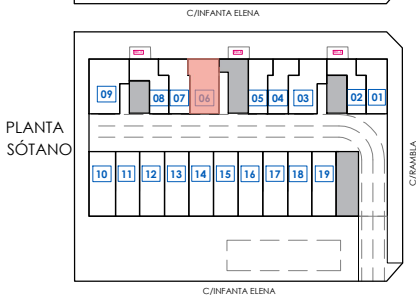 C/INFANTA ELENA
09 08 07 06 05 04 03 02 01
PLANTA
SÓTANO
10 11 12 13 14 15 16 17 18 19
C/RAMBLA
C/INFANTA ELENA